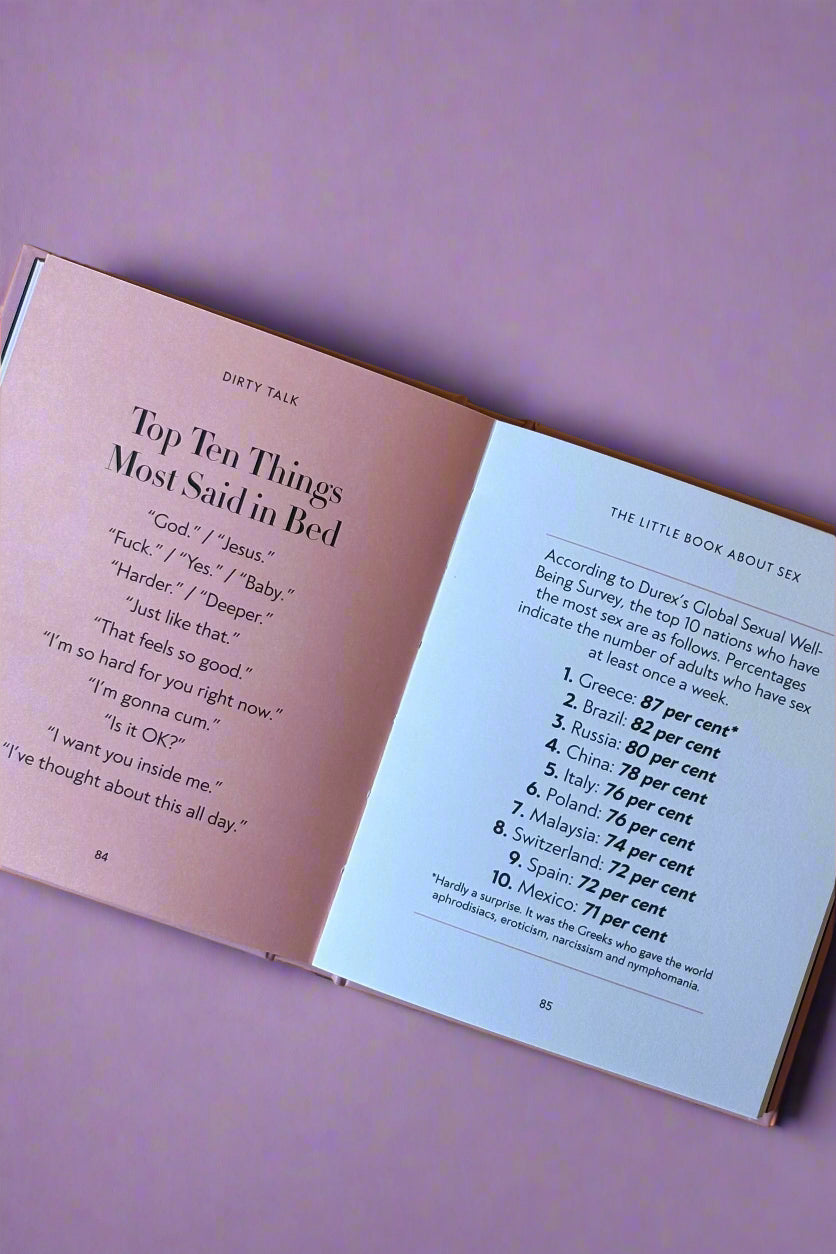 DIRTY TALK
Top Ten Things
Most Said in Bed
“God.” / “Jesus.”
“Fuck.” / “Yes.” / “Baby.”
“Harder.” / “Deeper.”
“Just like that.”
“That feels so good.”
“I’m so hard for you right now.”
“I’m gonna cum.”
“Is it OK?”
“I want you inside me.”
“I’ve thought about this all day.”
84
THE LITTLE BOOK ABOUT SEX
According to Durex’s Global Sexual Well-
Being Survey, the top 10 nations who have
the most sex are as follows. Percentages
indicate the number of adults who have sex
at least once a week.
1. Greece: 87 per cent*
2. Brazil: 82 per cent
3. Russia: 80 per cent
4. China: 78 per cent
5. Italy: 76 per cent
6. Poland: 76 per cent
7. Malaysia: 74 per cent
8. Switzerland: 72 per cent
9. Spain: 72 per cent
10. Mexico: 71 per cent
*Hardly a surprise. It was the Greeks who gave the world
aphrodisiacs, eroticism, narcissism and nymphomania.
85